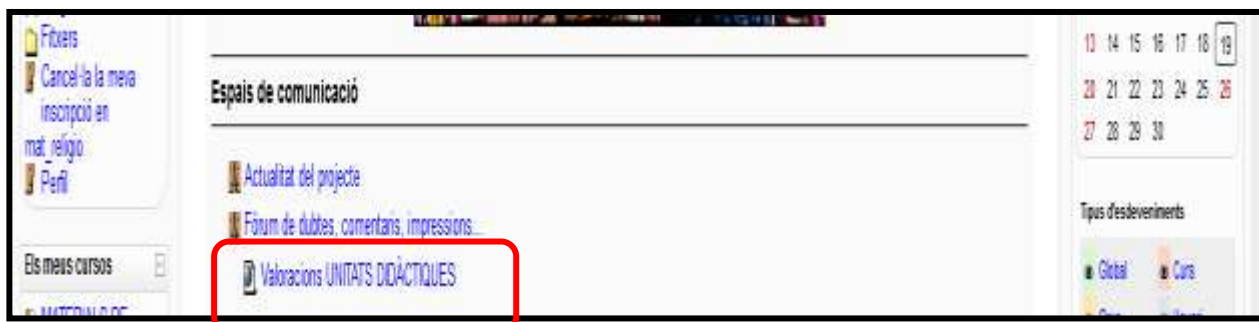 Fitxers
Cancel·la la meva
inscripció en
mat_religio
Perfil
Els meus cursos
Espais de comunicació
Actualitat del projecte
Fòrum de dubtes, comentaris, impressions...
Valoracions UNITATS DIDÀCTIQUES
13 14 15 16 17 18 19
20 21 22 23 24 25 26
27 28 29 30
Tipus d'esdeveniments
Global Curs